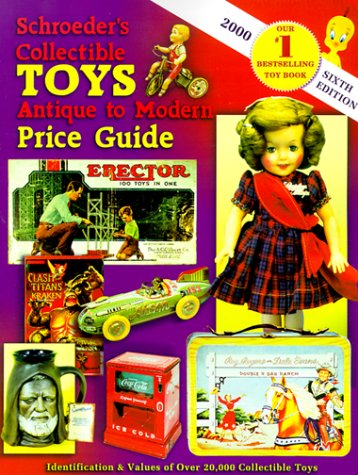 Schroeder's
Collectible
TOYS
Antique to Modern
Price Guide
2000
OUR
#1
BESTSELLING
TOY BOOK
SIXTH
EDITION
ERECTOR
100 TOYS IN ONE
CLASH
OF THE
TITANS
KRAKEN
Coca-Cola
ICE COLD
Roy Rogers and Dale Evans
DOUBLE R BAR RANCH
Identification & Values of Over 20,000 Collectible Toys